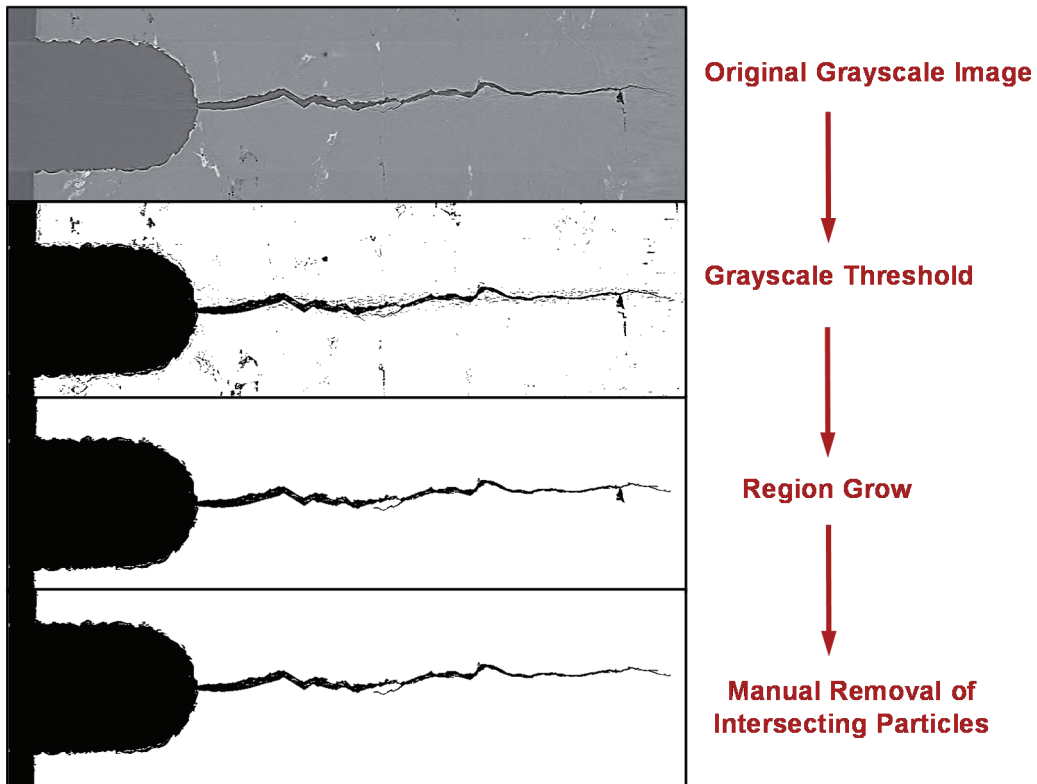 Original Grayscale Image
Grayscale Threshold
Region Grow
Manual Removal of
Intersecting Particles